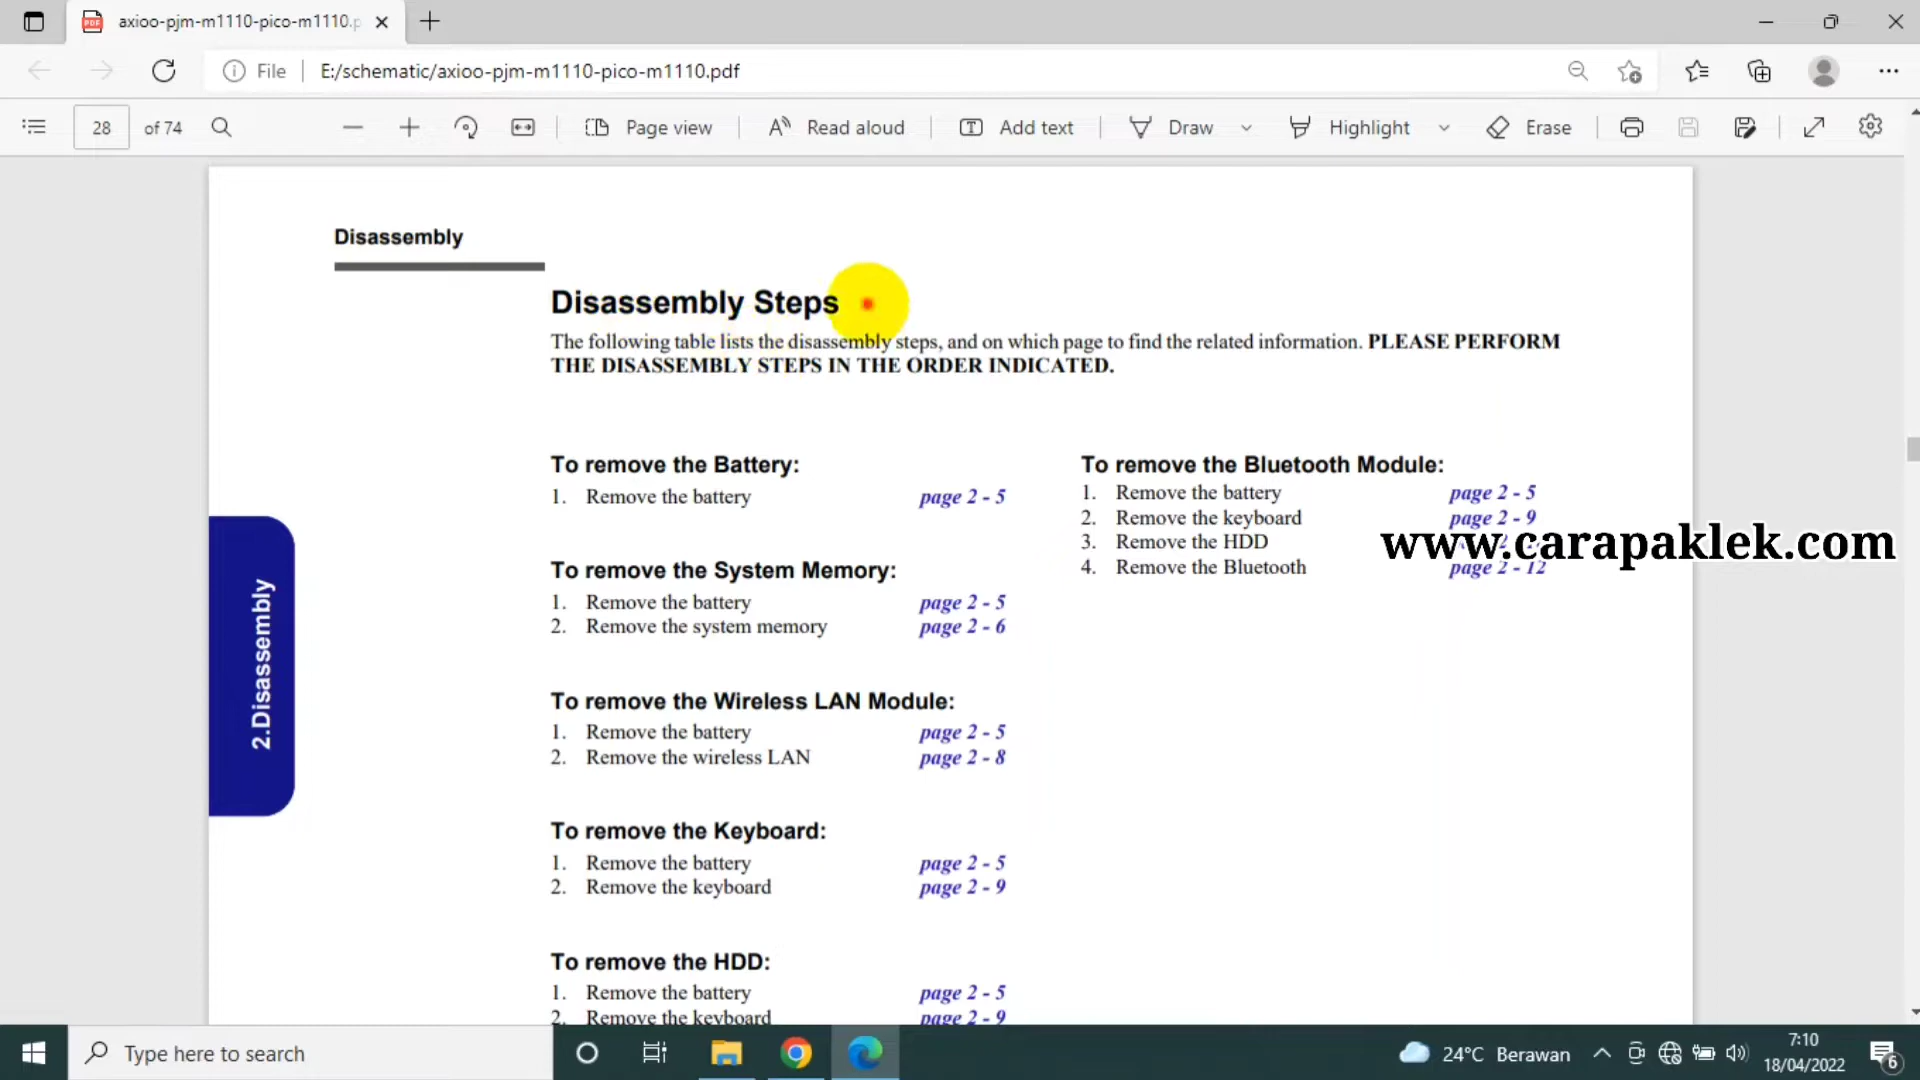 axioo-pjm-m1110-pico-m1110.p
File
E:/schematic/axioo-pjm-m1110-pico-m1110.pdf
28 of 74
Page view
Read aloud
Add text
Draw
Highlight
Erase
Disassembly
Disassembly Steps
The following table lists the disassembly steps, and on which page to find the related information. PLEASE PERFORM
THE DISASSEMBLY STEPS IN THE ORDER INDICATED.
To remove the Battery:
1. Remove the battery page 2 - 5
To remove the System Memory:
1. Remove the battery page 2 - 5
2. Remove the system memory page 2 - 6
To remove the Wireless LAN Module:
1. Remove the battery page 2 - 5
2. Remove the wireless LAN page 2 - 8
To remove the Keyboard:
1. Remove the battery page 2 - 5
2. Remove the keyboard page 2 - 9
To remove the HDD:
1. Remove the battery page 2 - 5
2. Remove the keyboard page 2 - 9
To remove the Bluetooth Module:
1. Remove the battery page 2 - 5
2. Remove the keyboard page 2 - 9
3. Remove the HDD
4. Remove the Bluetooth page 2 - 12
www.carapaklek.com
2.Disassembly
Type here to search
24°C Berawan
7:10
18/04/2022
6